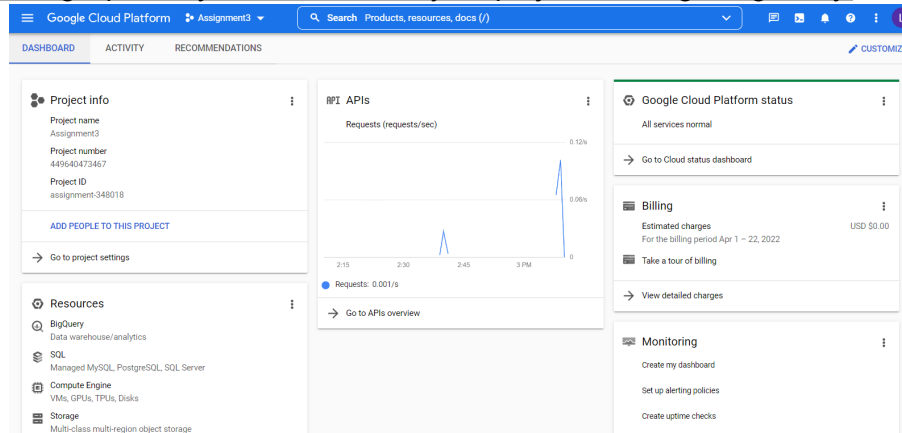 Google Cloud Platform Assignment3
Search Products, resources, docs (/)
DASHBOARD ACTIVITY RECOMMENDATIONS
Project info
Project name
Assignment3
Project number
449640473467
Project ID
assignment-348018
ADD PEOPLE TO THIS PROJECT
Go to project settings
Resources
BigQuery
Data warehouse/analytics
SQL
Managed MySQL, PostgreSQL, SQL Server
Compute Engine
VMs, GPUs, TPUs, Disks
Storage
Multi-class multi-region object storage
API APIs
Requests (requests/sec)
0.12/s
0.06/s
0
2:15 2:30 2:45 3 PM
Requests: 0.001/s
Go to APIs overview
Google Cloud Platform status
All services normal
Go to Cloud status dashboard
Billing
Estimated charges USD $0.00
For the billing period Apr 1 – 22, 2022
Take a tour of billing
View detailed charges
Monitoring
Create my dashboard
Set up alerting policies
Create uptime checks